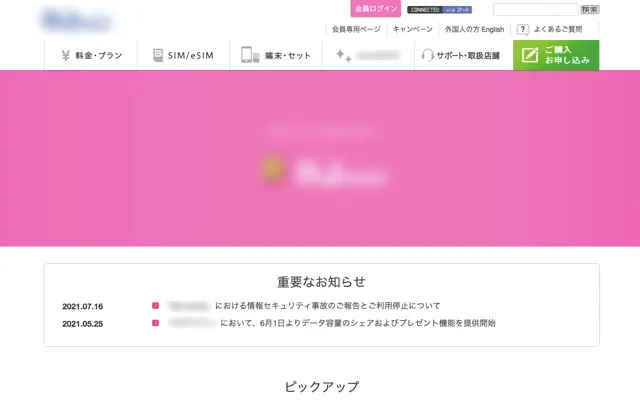 会員ログイン CONNECTED via IPv6 検索
会員専用ページ キャンペーン 外国人の方 English ? よくあるご質問
¥ 料金・プラン SIM/eSIM 端末・セット サポート・取扱店舗 ご購入
お申し込み
重要なお知らせ
2021.07.16 における情報セキュリティ事故のご報告とご利用停止について
2021.05.25 において、6月1日よりデータ容量のシェアおよびプレゼント機能を提供開始
ピックアップ